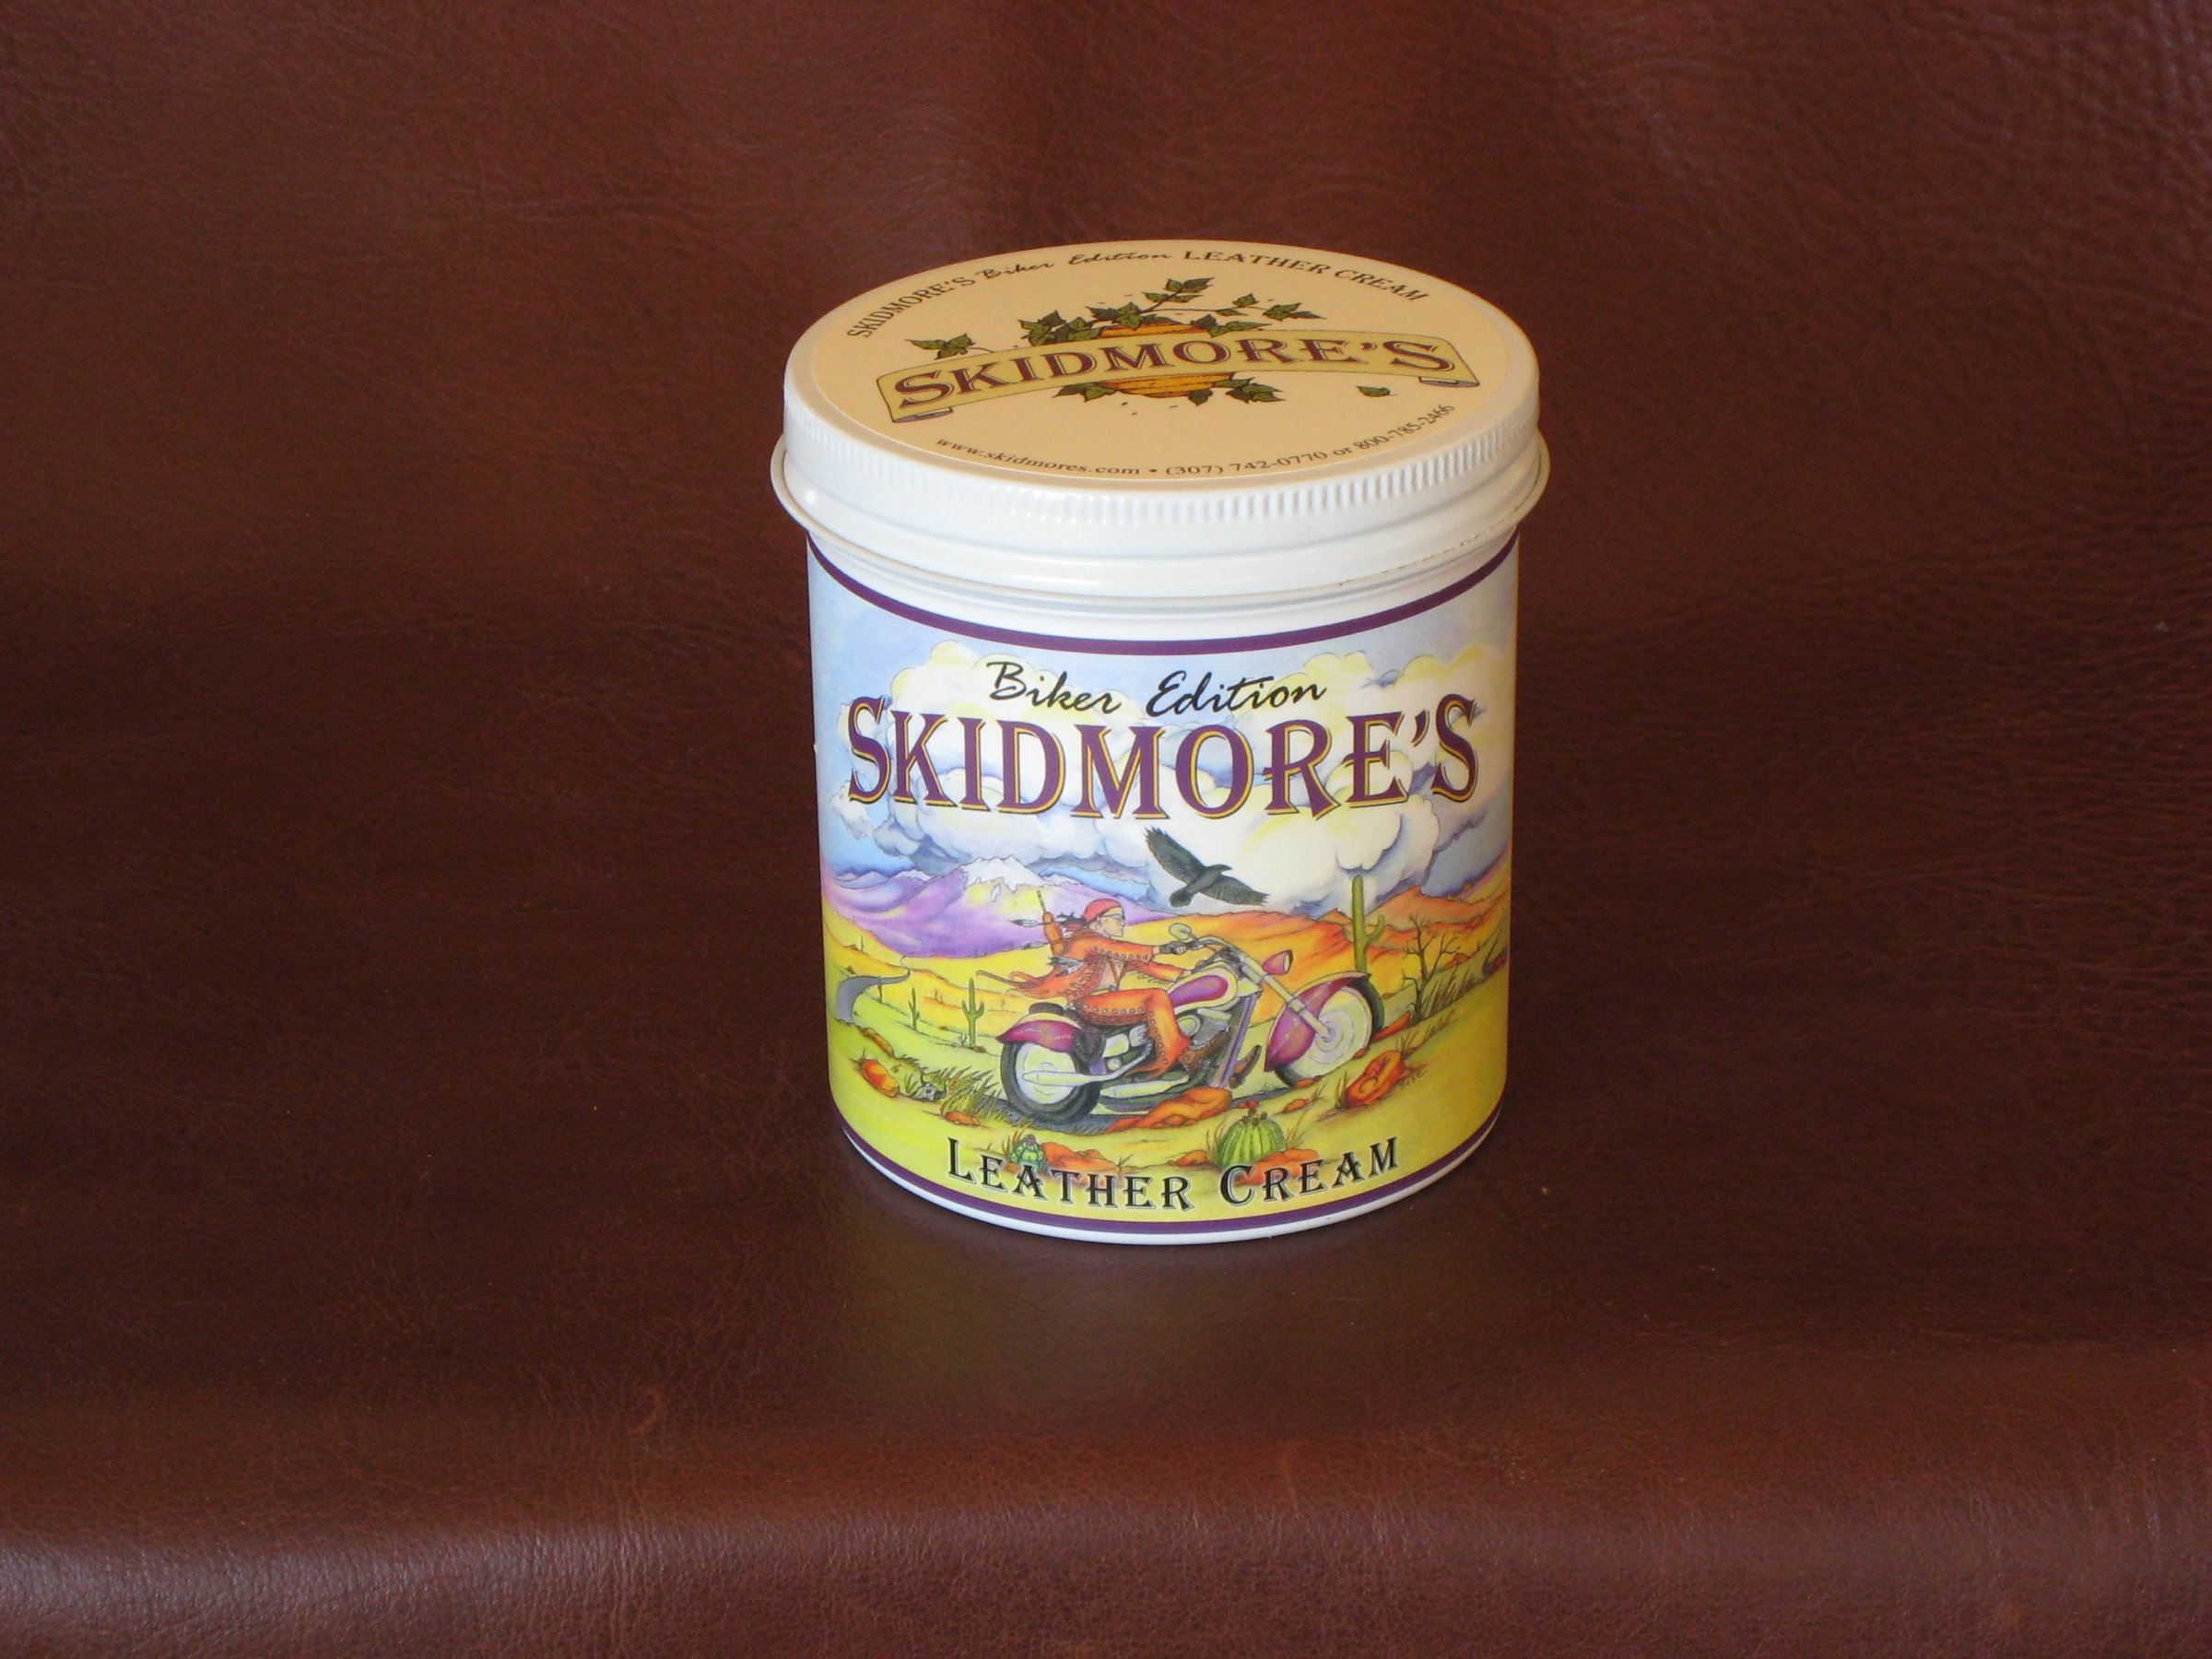 SKIDMORE'S Biker Edition LEATHER CREAM
SKIDMORE'S
www.skidmores.com • (307) 742-0770 or 800-785-2466
Biker Edition
SKIDMORE'S
LEATHER CREAM